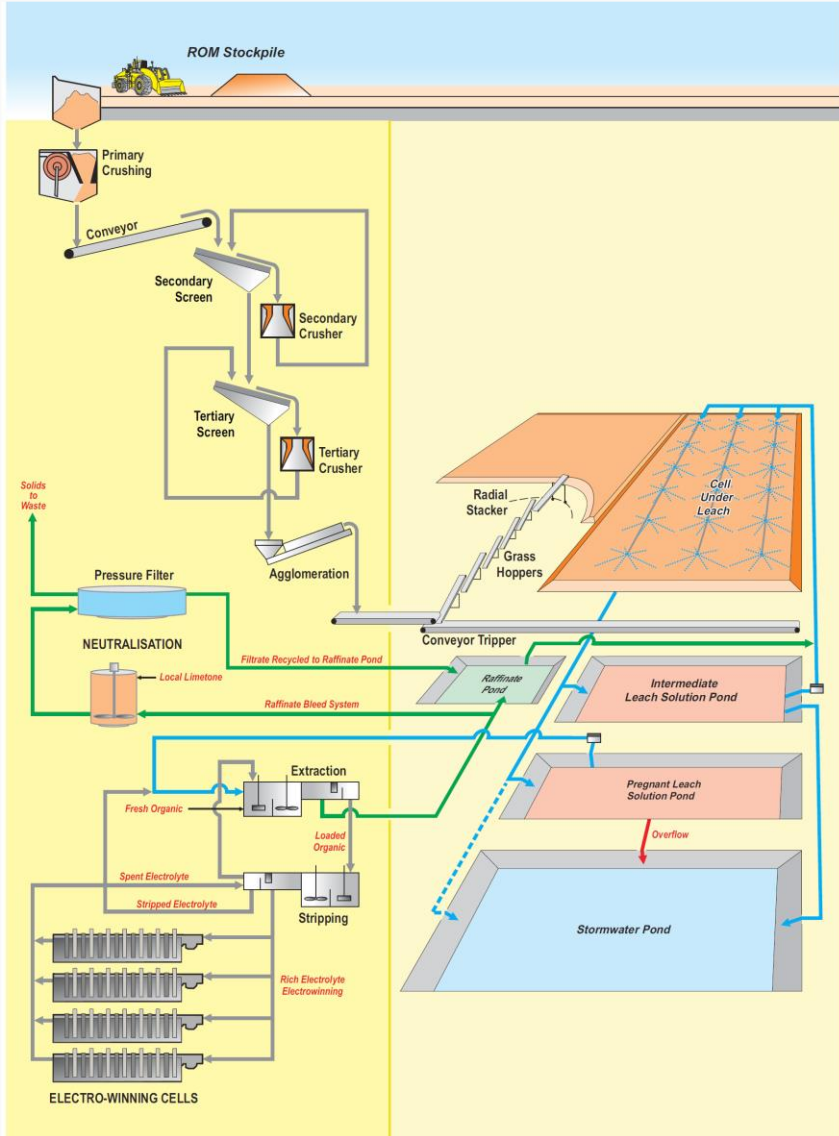 ROM Stockpile
Primary
Crushing
Conveyor
Secondary
Screen
Secondary
Crusher
Tertiary
Screen
Tertiary
Crusher
Solids
to
Waste
Radial
Stacker
Cell
Under
Leach
Grass
Hoppers
Agglomeration
Pressure Filter
Conveyor Tripper
NEUTRALISATION
Filtrate Recycled to Raffinate Pond
Local Limetone
Raffinate
Pond
Intermediate
Leach Solution Pond
Raffinate Bleed System
Extraction
Pregnant Leach
Solution Pond
Fresh Organic
Loaded
Organic
Overflow
Spent Electrolyte
Stripped Electrolyte
Stripping
Stormwater Pond
Rich Electrolyte
Electrowinning
ELECTRO-WINNING CELLS